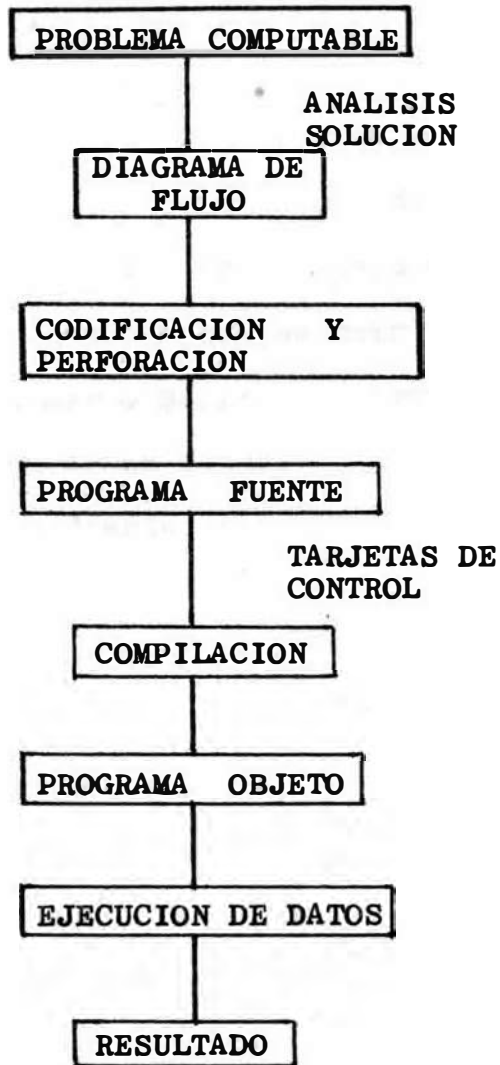 PROBLEMA COMPUTABLE
ANALISIS
SOLUCION
DIAGRAMA DE
FLUJO
CODIFICACION Y
PERFORACION
PROGRAMA FUENTE
TARJETAS DE
CONTROL
COMPILACION
PROGRAMA OBJETO
EJECUCION DE DATOS
RESULTADO